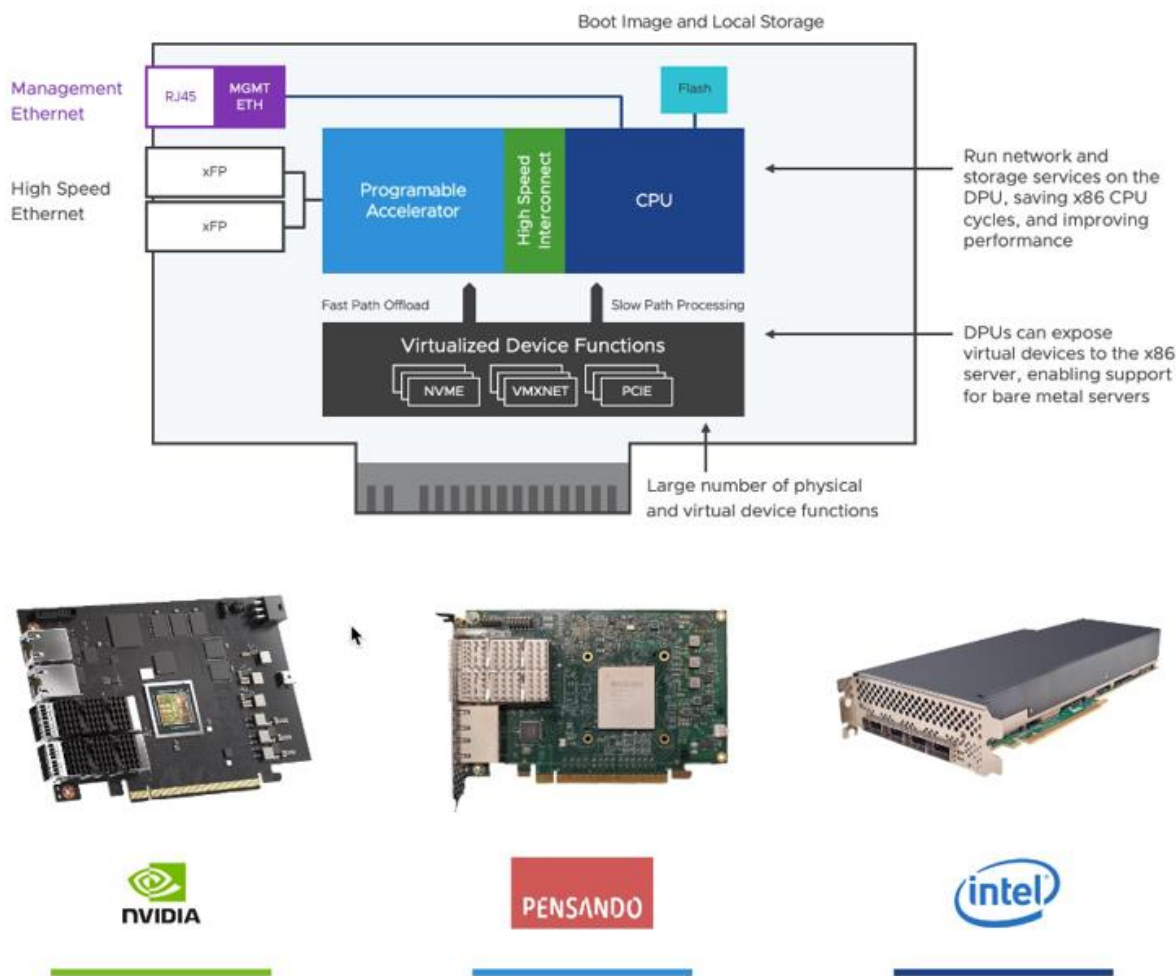 Boot Image and Local Storage
Management
Ethernet
RJ45
MGMT
ETH
Flash
High Speed
Ethernet
xFP
xFP
Programable
Accelerator
High Speed
Interconnect
CPU
Run network and
storage services on the
DPU, saving x86 CPU
cycles, and improving
performance
Fast Path Offload
Slow Path Processing
Virtualized Device Functions
NVME
VMXNET
PCIE
DPUs can expose
virtual devices to the x86
server, enabling support
for bare metal servers
Large number of physical
and virtual device functions
NVIDIA
PENSANDO
intel